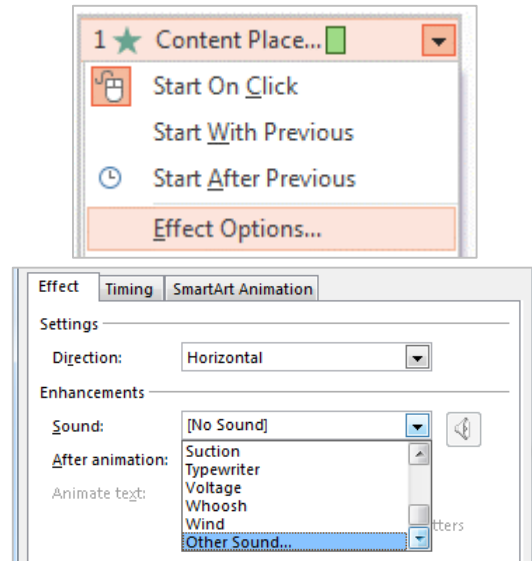 1 Content Place...
Start On Click
Start With Previous
Start After Previous
Effect Options...
Effect Timing SmartArt Animation
Settings
Direction: Horizontal
Enhancements
Sound: [No Sound]
After animation: Suction
Typewriter
Animate text: Voltage
Whoosh
Wind tters
Other Sound...